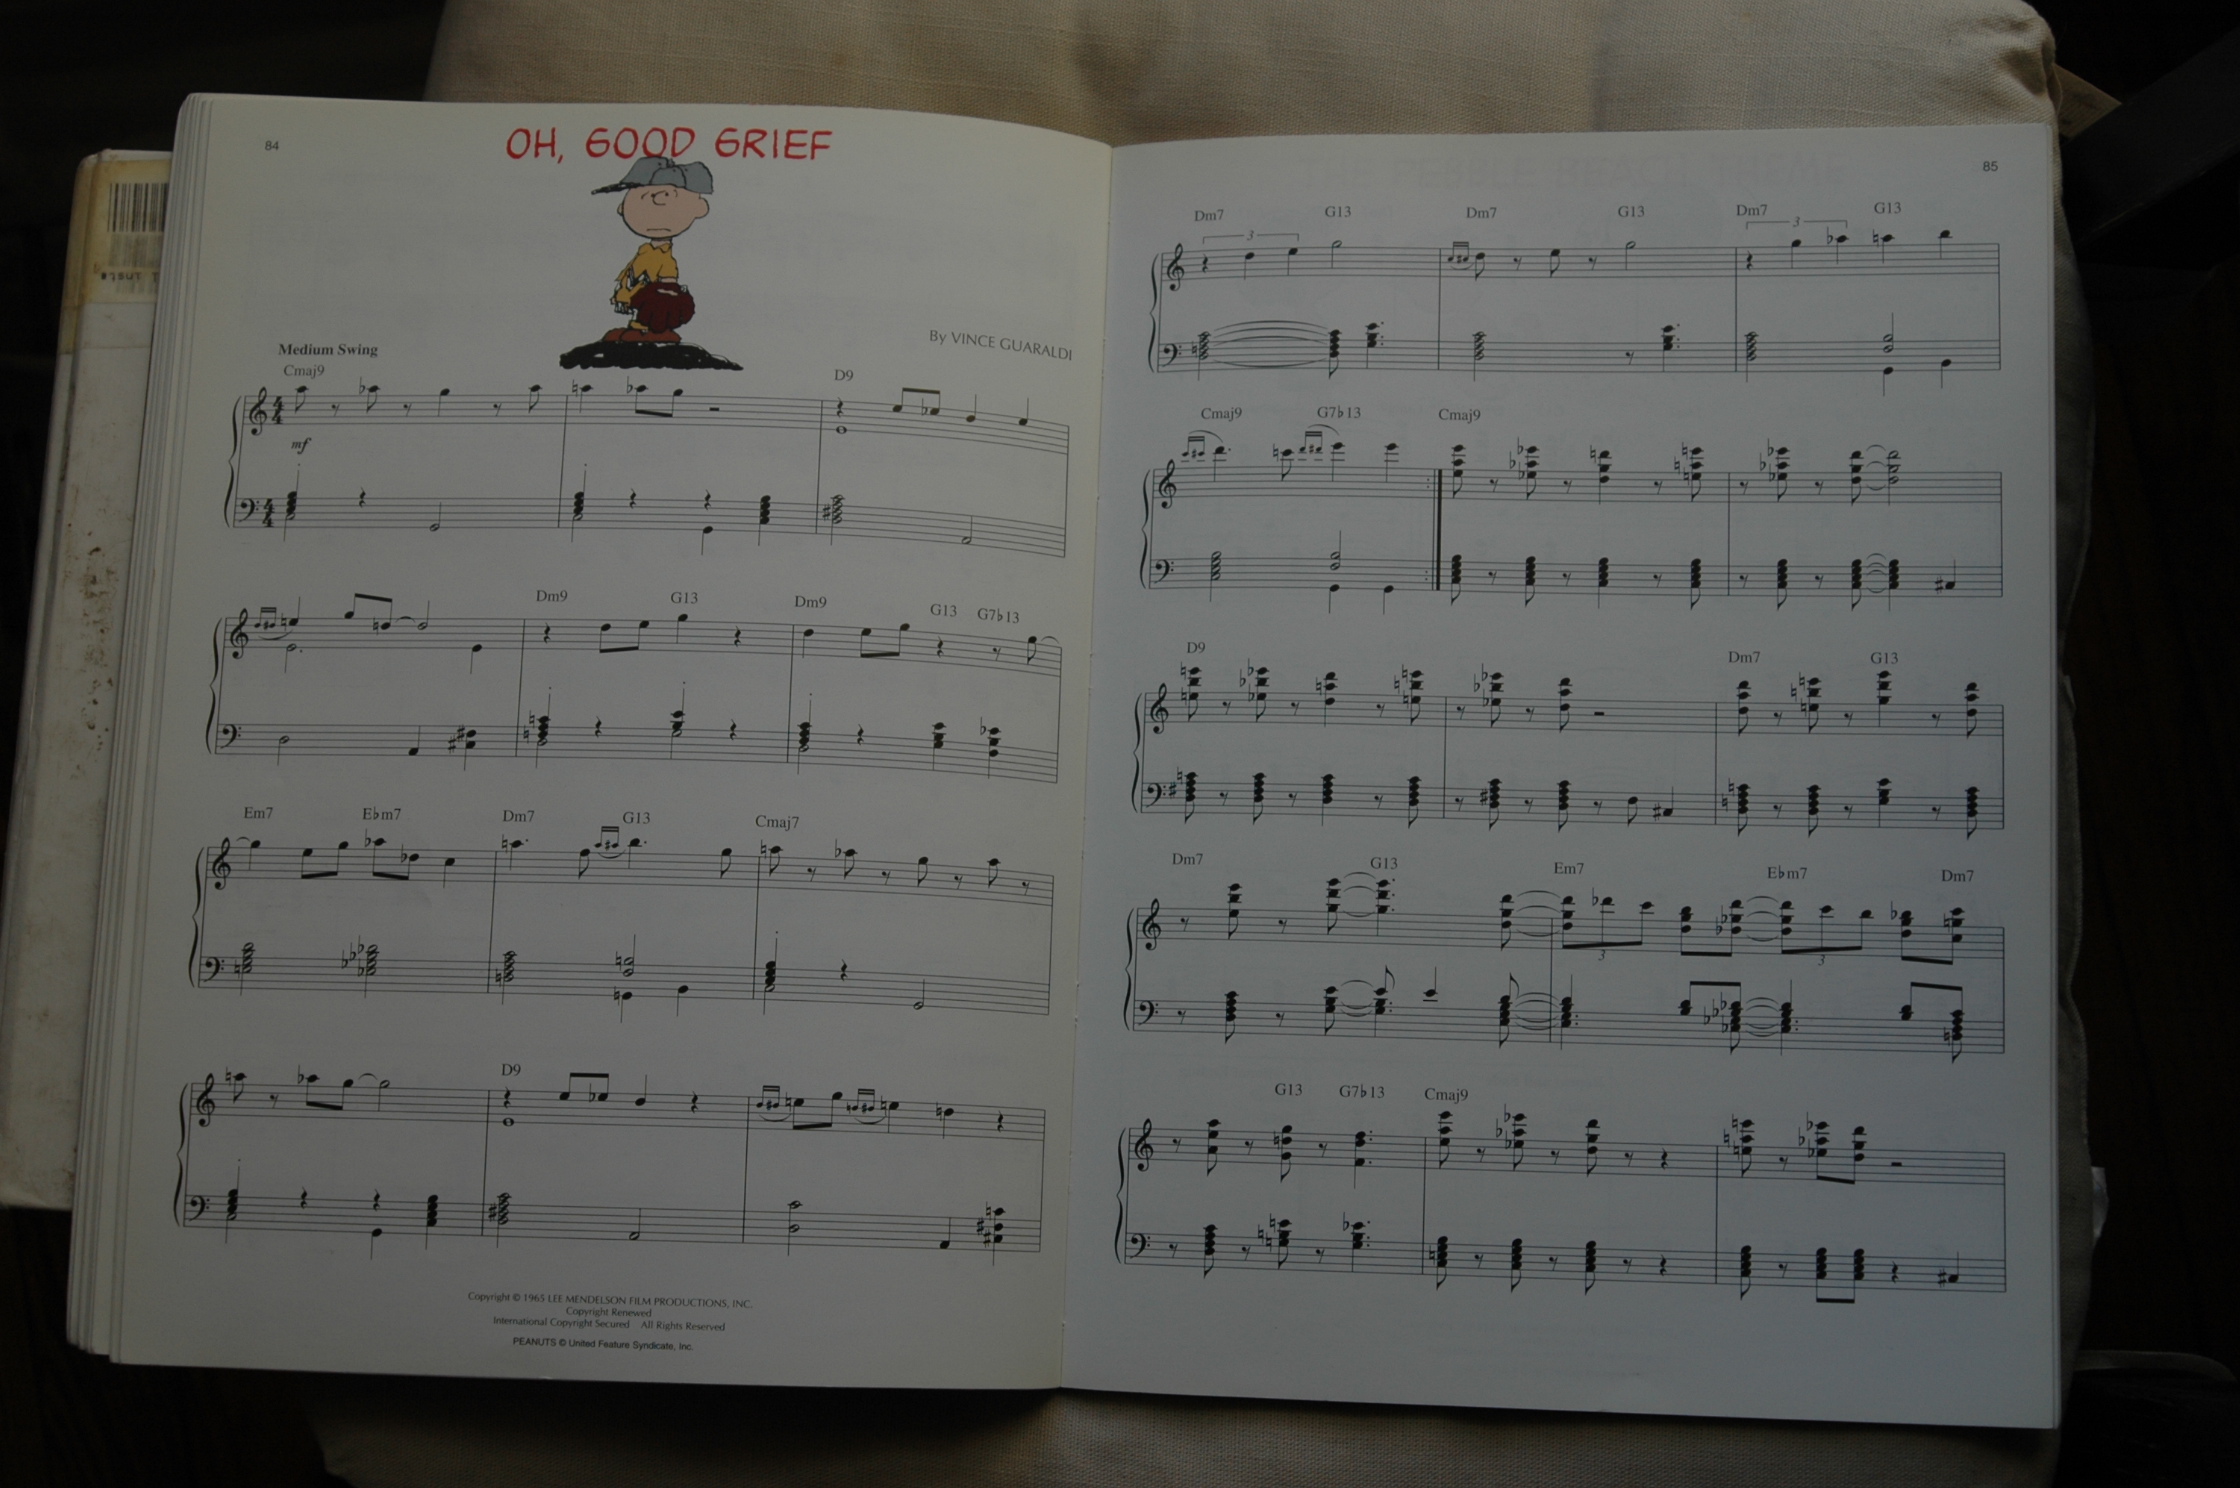 84
OH, GOOD GRIEF
By VINCE GUARALDI
Medium Swing
Cmaj9 D9
mf
Dm9 G13 Dm9 G13 G7♭13
Em7 E♭m7 Dm7 G13 Cmaj7
D9
Copyright © 1965 LEE MENDELSON FILM PRODUCTIONS, INC.
Copyright Renewed
International Copyright Secured All Rights Reserved
PEANUTS © United Feature Syndicate, Inc.
85
Dm7 G13 Dm7 G13 Dm7 G13
3 3
Cmaj9 G7♭13 Cmaj9
D9 Dm7 G13
Dm7 G13 Em7 E♭m7 Dm7
3 3
G13 G7♭13 Cmaj9